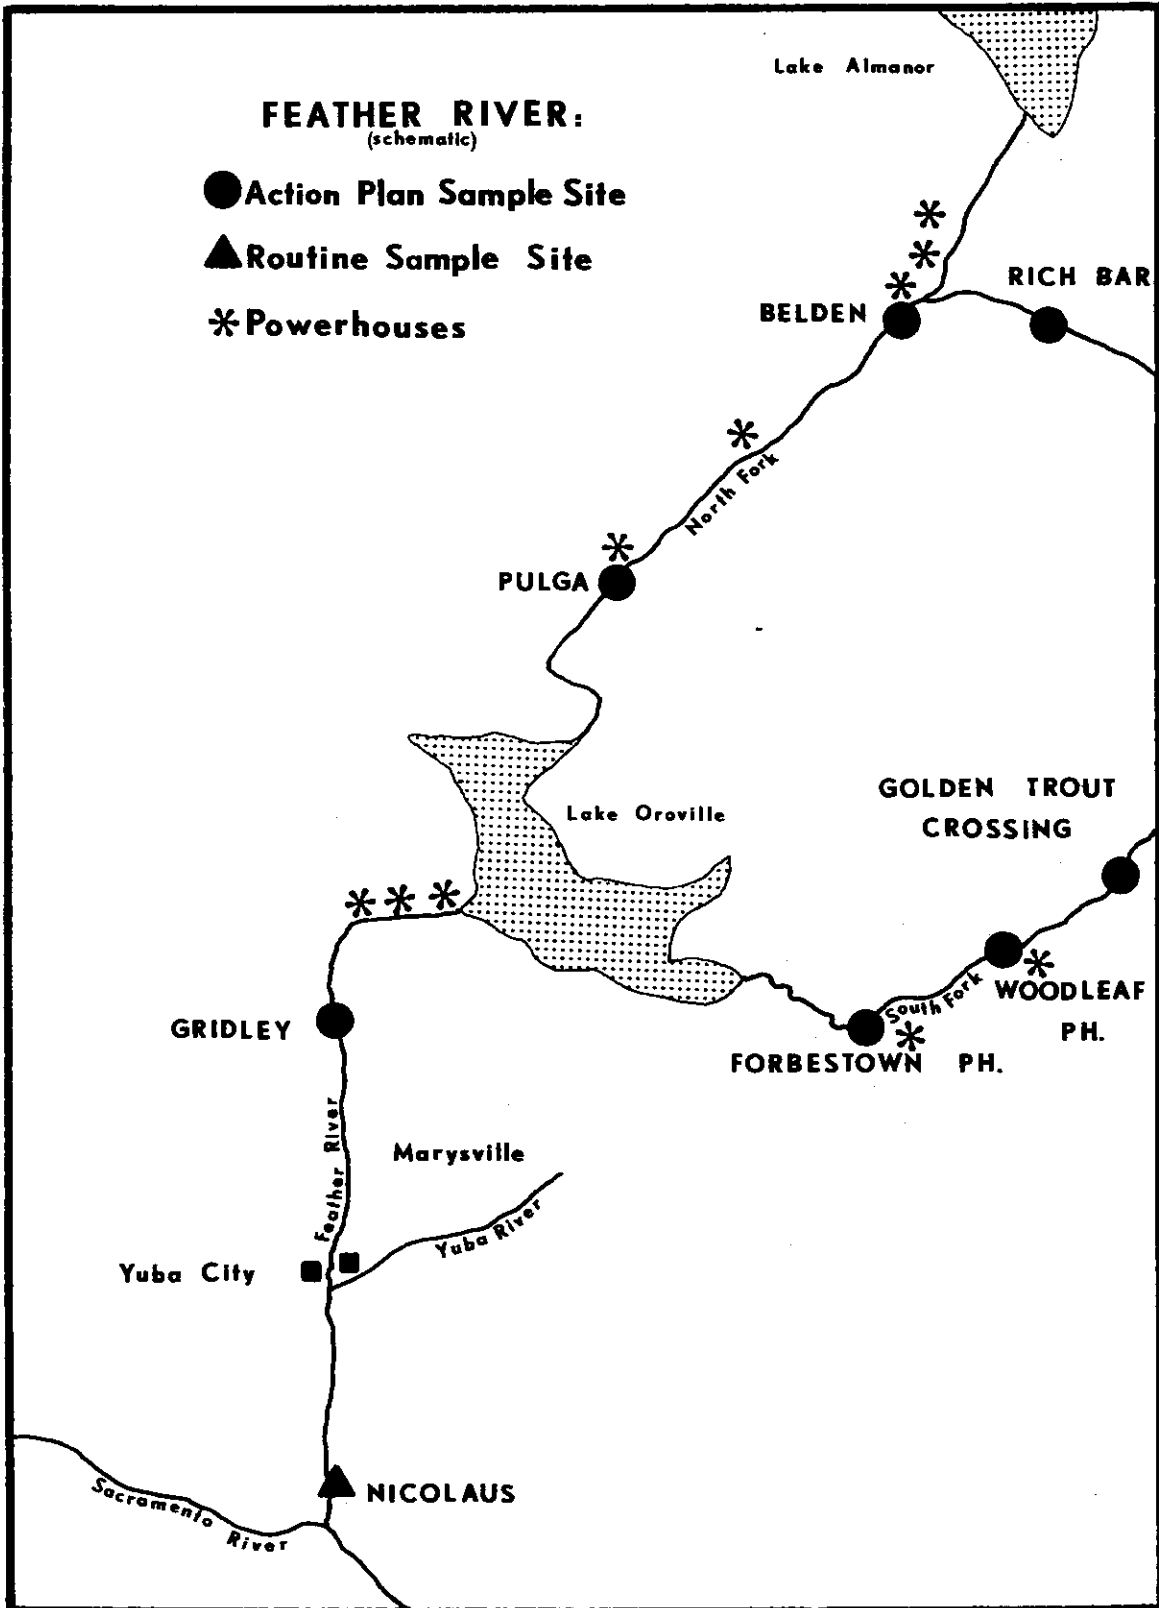 Lake Almanor
FEATHER RIVER:
(schematic)
Action Plan Sample Site
Routine Sample Site
Powerhouses
RICH BAR
BELDEN
North Fork
PULGA
GOLDEN TROUT
CROSSING
Lake Oroville
WOODLEAF
PH.
South Fork
GRIDLEY
FORBESTOWN PH.
Feather River
Marysville
Yuba River
Yuba City
NICOLAUS
Sacramento River